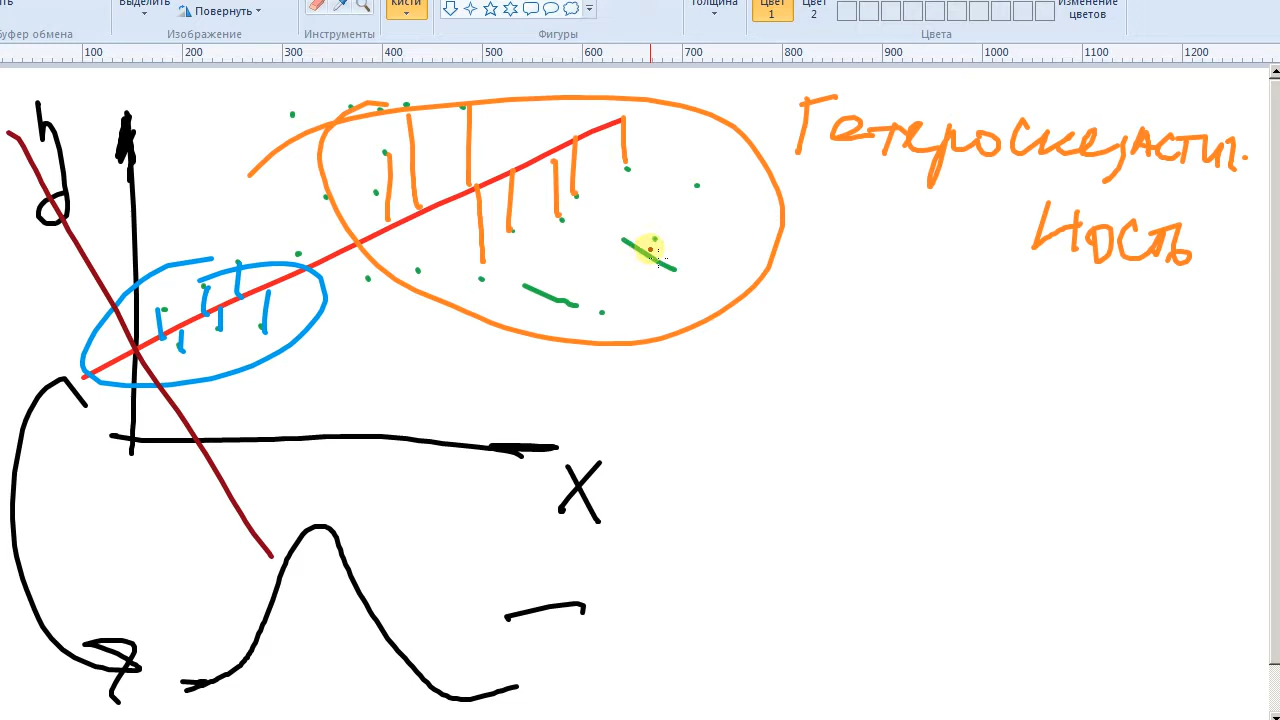 Выделить
Повернуть
Кисти
Толщина
Цвет 1
Цвет 2
Изменение цветов
буфер обмена
Изображение
Инструменты
Фигуры
Цвета
100 200 300 400 500 600 700 800 900 1000 1100 1200
y
Гетероскедастич.
ность
X